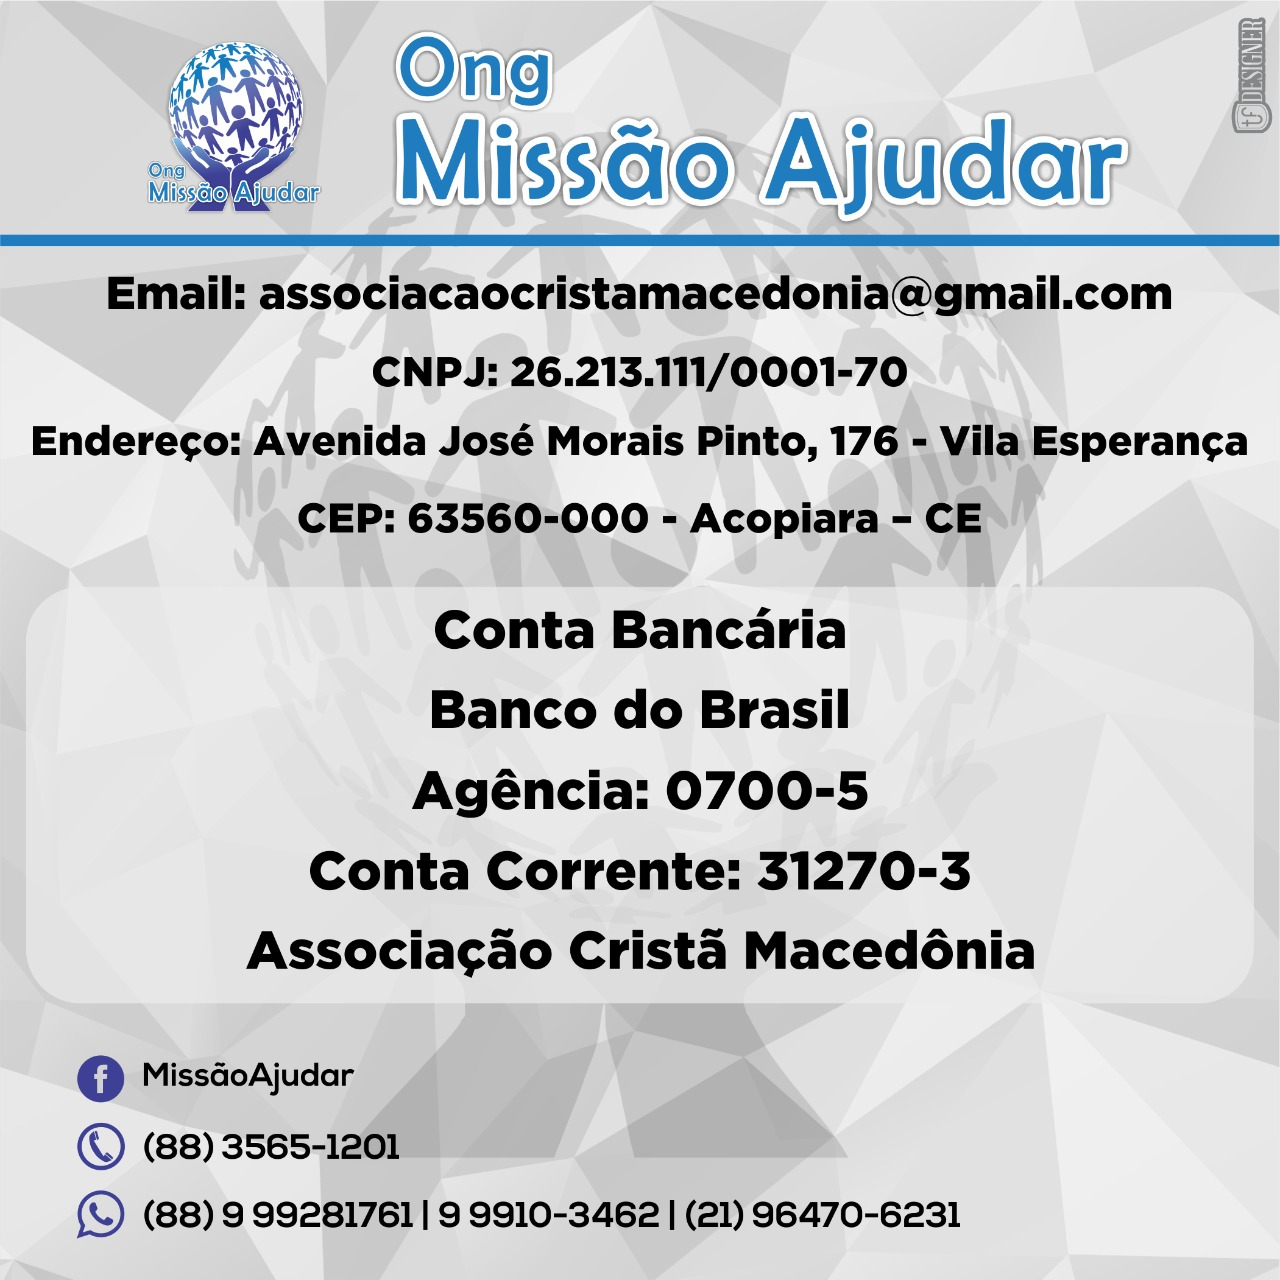 Ong
Missão Ajudar
Ong
Missão Ajudar
tf DESIGNER
Email: associacaocristamacedonia@gmail.com
CNPJ: 26.213.111/0001-70
Endereço: Avenida José Morais Pinto, 176 - Vila Esperança
CEP: 63560-000 - Acopiara – CE
Conta Bancária
Banco do Brasil
Agência: 0700-5
Conta Corrente: 31270-3
Associação Cristã Macedônia
MissãoAjudar
(88) 3565-1201
(88) 9 99281761 | 9 9910-3462 | (21) 96470-6231